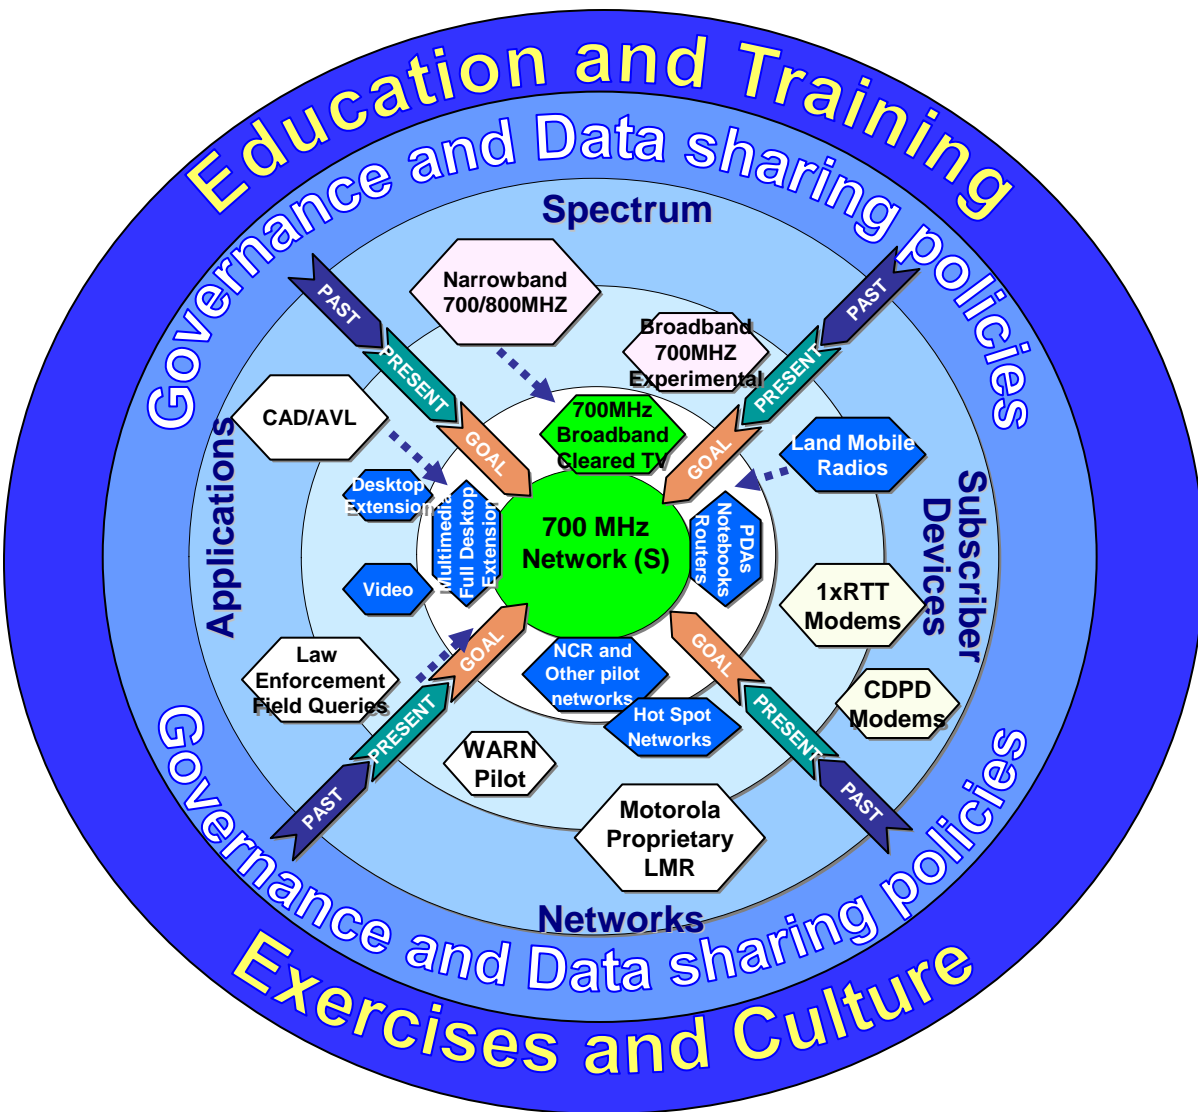 Education and Training
Governance and Data sharing policies
Spectrum
PAST
PRESENT
GOAL
PAST
PRESENT
GOAL
Narrowband
700/800MHZ
Broadband
700MHZ
Experimental
700MHz
Broadband
Cleared TV
Applications
CAD/AVL
Desktop
Extension
Video
Law
Enforcement
Field Queries
Multimedia
Full Desktop
Extension
700 MHz
Network (S)
PDAs
Notebooks
Routers
Land Mobile
Radios
1xRTT
Modems
CDPD
Modems
Subscriber
Devices
NCR and
Other pilot
networks
Hot Spot
Networks
WARN
Pilot
Motorola
Proprietary
LMR
GOAL
PRESENT
PAST
GOAL
PRESENT
PAST
Networks
Governance and Data sharing policies
Exercises and Culture